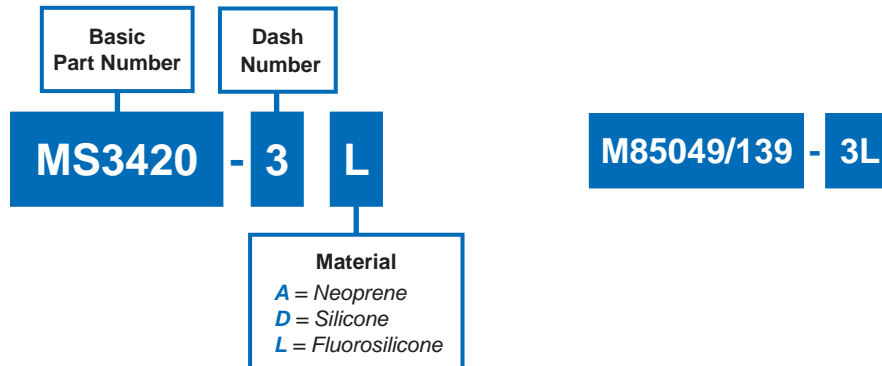 Basic
Part Number
Dash
Number
MS3420 - 3 L
M85049/139 - 3L
Material
A = Neoprene
D = Silicone
L = Fluorosilicone